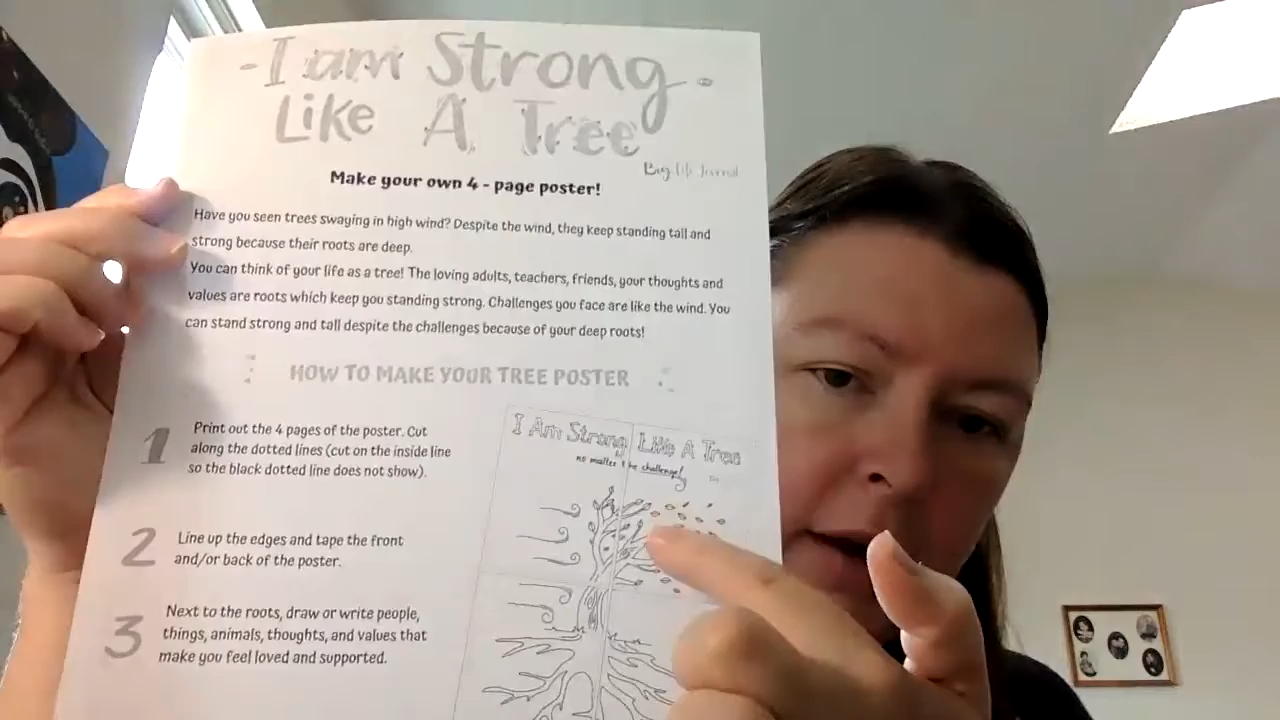 - I am Strong -
Like A Tree
Big Life Journal
Make your own 4 - page poster!
Have you seen trees swaying in high wind? Despite the wind, they keep standing tall and
strong because their roots are deep.
You can think of your life as a tree! The loving adults, teachers, friends, your thoughts and
values are roots which keep you standing strong. Challenges you face are like the wind. You
can stand strong and tall despite the challenges because of your deep roots!
HOW TO MAKE YOUR TREE POSTER
1
Print out the 4 pages of the poster. Cut
along the dotted lines (cut on the inside line
so the black dotted line does not show).
2
Line up the edges and tape the front
and/or back of the poster.
3
Next to the roots, draw or write people,
things, animals, thoughts, and values that
make you feel loved and supported.
I Am Strong Like A Tree
no matter the challenge!